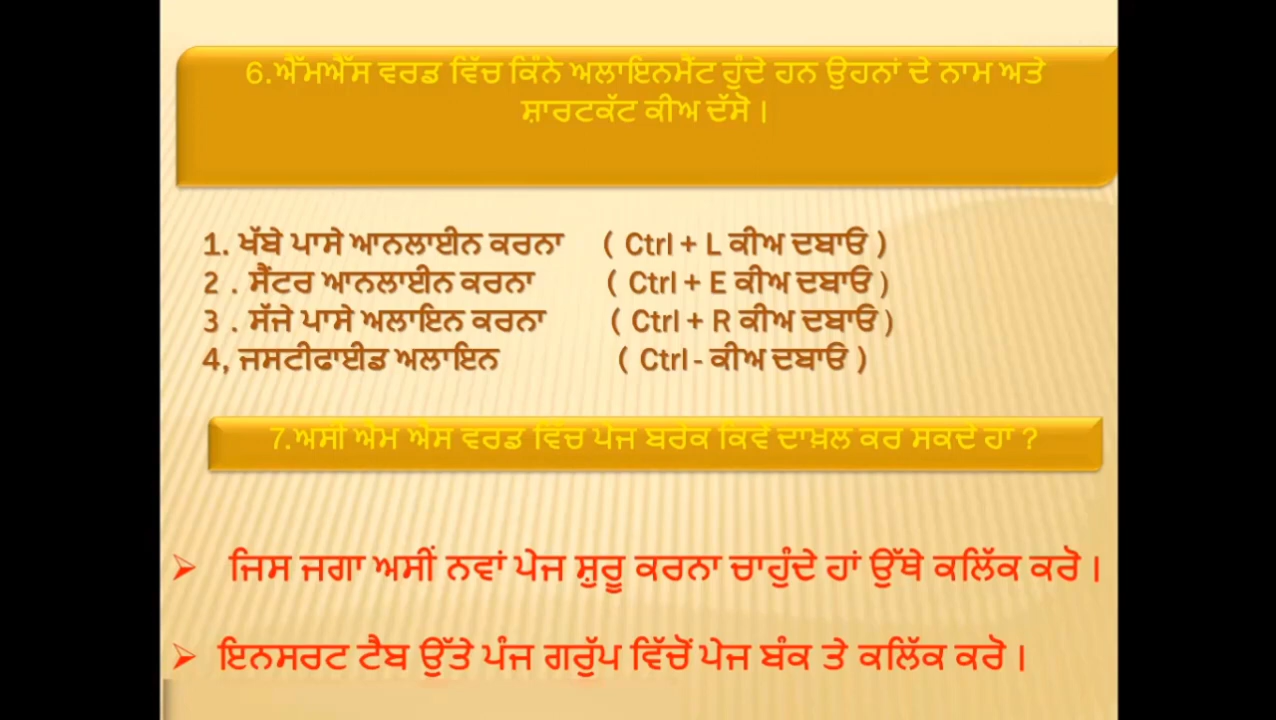 6.ਐੱਮਐੱਸ ਵਰਡ ਵਿੱਚ ਕਿੰਨੇ ਅਲਾਇਨਮੈਂਟ ਹੁੰਦੇ ਹਨ ਉਹਨਾਂ ਦੇ ਨਾਮ ਅਤੇ
ਸ਼ਾਰਟਕੱਟ ਕੀਅ ਦੱਸੋ।
1. ਖੱਬੇ ਪਾਸੇ ਆਨਲਾਈਨ ਕਰਨਾ ( Ctrl + L ਕੀਅ ਦਬਾਓ )
2 . ਸੈਂਟਰ ਆਨਲਾਈਨ ਕਰਨਾ ( Ctrl + E ਕੀਅ ਦਬਾਓ )
3 . ਸੱਜੇ ਪਾਸੇ ਅਲਾਇਨ ਕਰਨਾ ( Ctrl + R ਕੀਅ ਦਬਾਓ )
4, ਜਸਟੀਫਾਈਡ ਅਲਾਇਨ ( Ctrl - ਕੀਅ ਦਬਾਓ )
7.ਅਸੀਂ ਐਮ ਐਸ ਵਰਡ ਵਿੱਚ ਪੇਜ ਬਰੇਕ ਕਿਵੇਂ ਦਾਖ਼ਲ ਕਰ ਸਕਦੇ ਹਾਂ ?
➢ ਜਿਸ ਜਗਾ ਅਸੀਂ ਨਵਾਂ ਪੇਜ ਸ਼ੁਰੂ ਕਰਨਾ ਚਾਹੁੰਦੇ ਹਾਂ ਉੱਥੇ ਕਲਿੱਕ ਕਰੋ।
➢ ਇਨਸਰਟ ਟੈਬ ਉੱਤੇ ਪੰਜ ਗਰੁੱਪ ਵਿੱਚੋਂ ਪੇਜ ਬੰਕ ਤੇ ਕਲਿੱਕ ਕਰੋ।